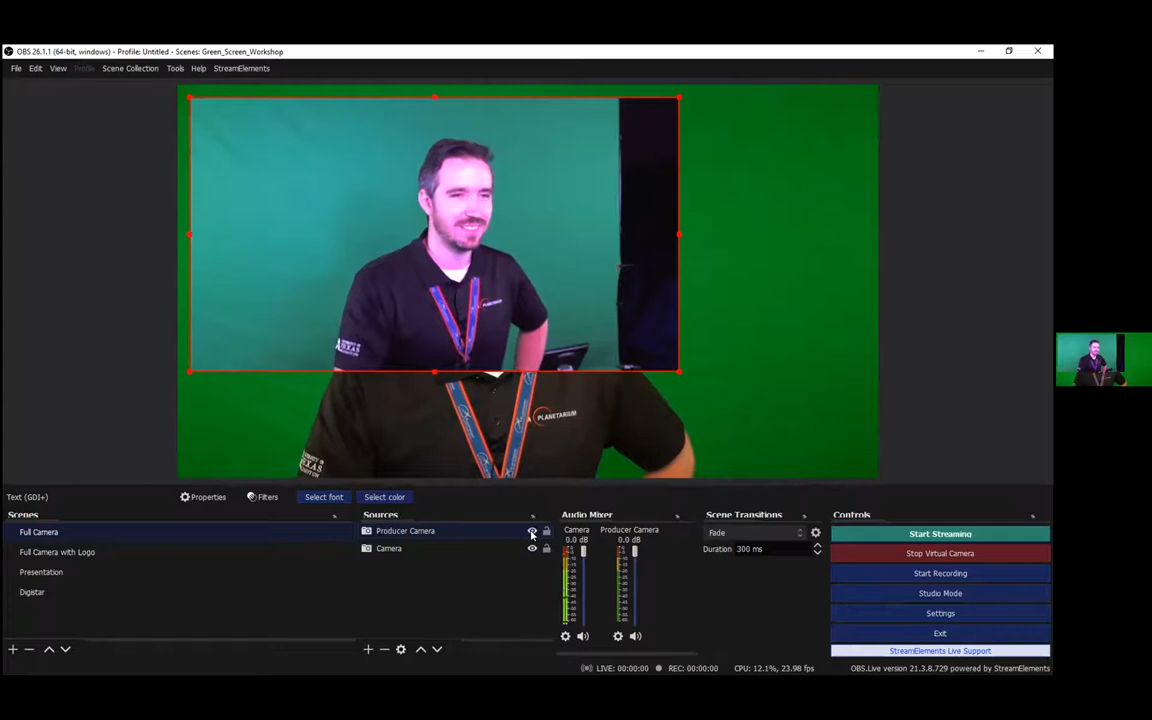 OBS 26.1.1 (64-bit, windows) - Profile: Untitled - Scenes: Green_Screen_Workshop
File Edit View Profile Scene Collection Tools Help StreamElements
PLANETARIUM
TEXAS
PLANETARIUM
TEXAS
Text (GDI+) Properties Filters Select font Select color
Scenes Sources Audio Mixer Scene Transitions Controls
Full Camera
Full Camera with Logo
Presentation
Digistar
Producer Camera
Camera
Camera Producer Camera
0.0 dB 0.0 dB
Fade
Duration 300 ms
Start Streaming
Stop Virtual Camera
Start Recording
Studio Mode
Settings
Exit
StreamElements Live Support
LIVE: 00:00:00 REC: 00:00:00 CPU: 12.1%, 23.98 fps OBS.Live version 21.3.8.729 powered by StreamElements